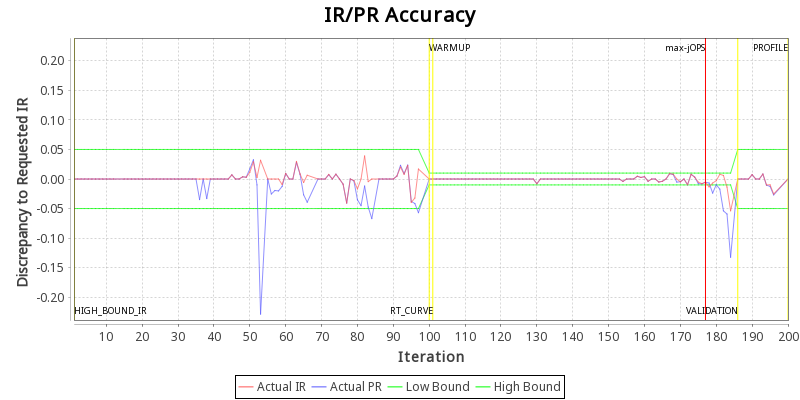 IR/PR Accuracy
Discrepancy to Requested IR
0.20
0.15
0.10
0.05
0.00
-0.05
-0.10
-0.15
-0.20
WARMUP
max-jOPS
PROFILE
HIGH_BOUND_IR
RT_CURVE
VALIDATION
10 20 30 40 50 60 70 80 90 100 110 120 130 140 150 160 170 180 190 200
Iteration
Actual IR Actual PR Low Bound High Bound